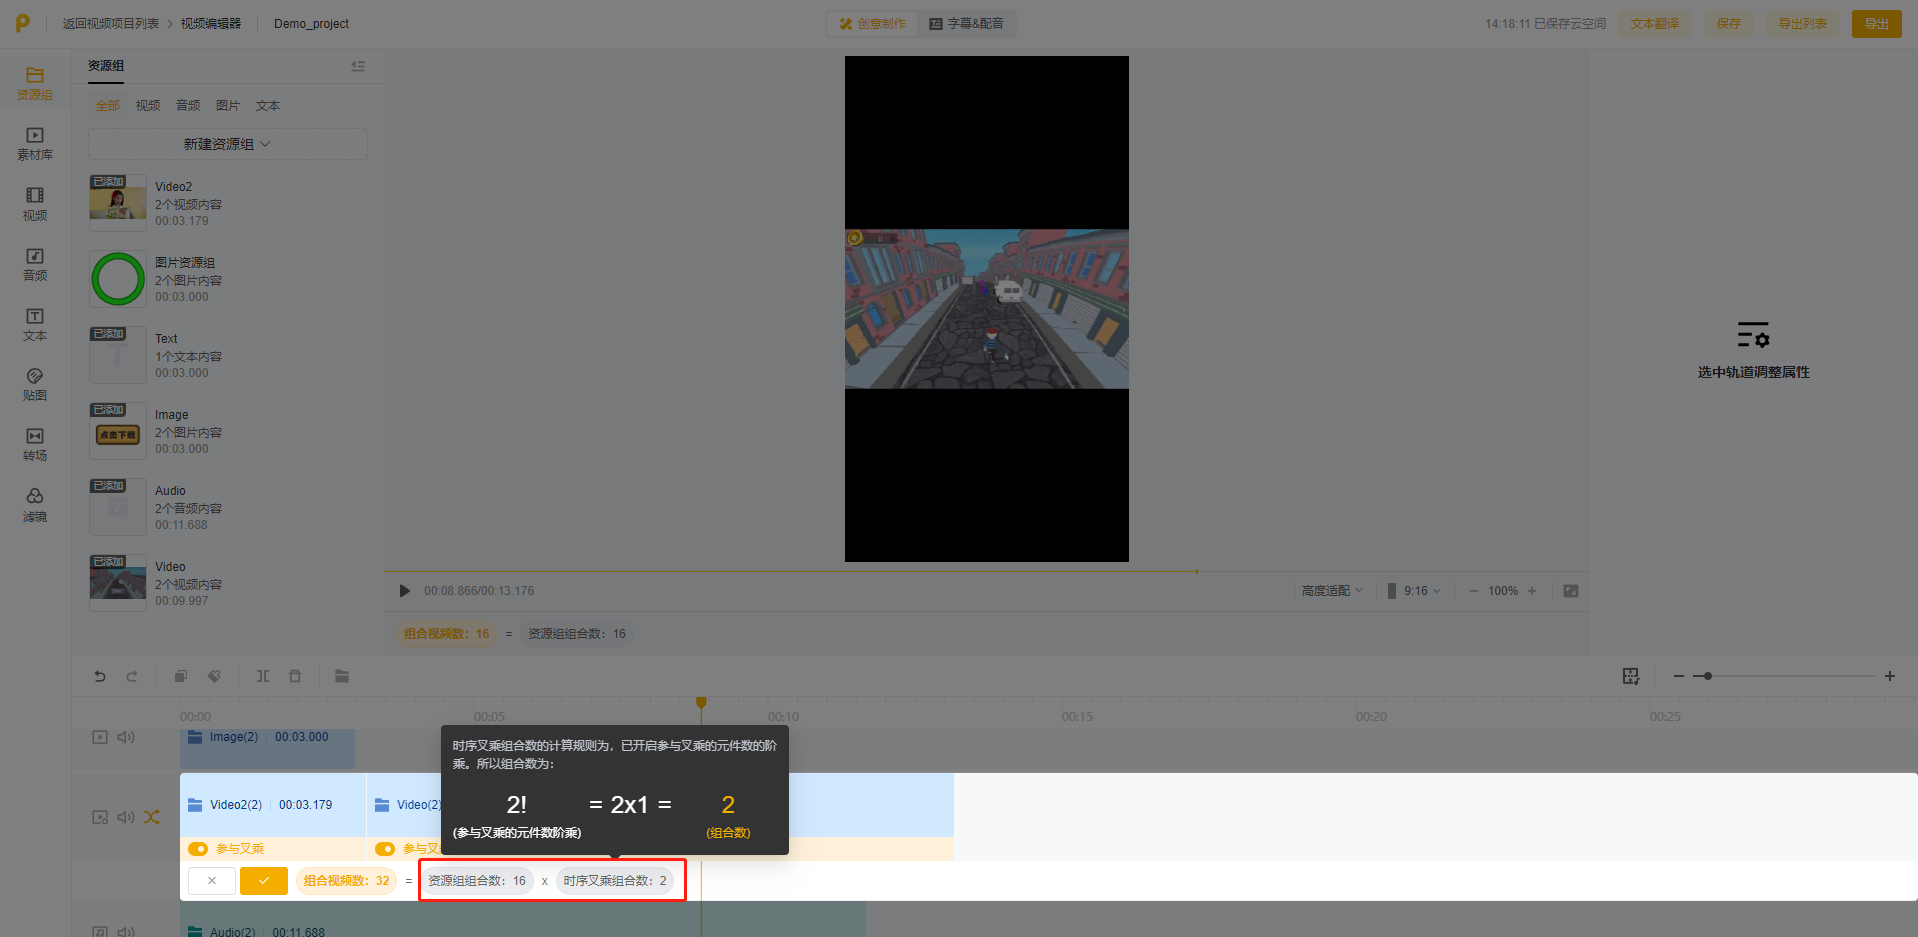 返回视频项目列表 > 视频编辑器 Demo_project
创意制作 字幕&配音
14:18:11 已保存云空间 文本翻译 保存 导出列表 导出
资源组
素材库
视频
音频
文本
贴图
转场
滤镜
资源组
全部 视频 音频 图片 文本
新建资源组
已添加
Video2
2个视频内容
00:03.179
图片资源组
2个图片内容
00:03.000
已添加
Text
1个文本内容
00:03.000
已添加
Image
2个图片内容
00:03.000
点击下载
已添加
Audio
2个音频内容
00:11.688
已添加
Video
2个视频内容
00:09.997
选中轨道调整属性
00:08.866/00:13.176 高度适配 9:16 100%
组合视频数：16 = 资源组组合数：16
00:00 00:05 00:10 00:15 00:20 00:25
Image(2) 00:03.000
Video2(2) 00:03.179 Video(2)
参与叉乘
时序叉乘组合数的计算规则为，已开启参与叉乘的元件数的阶
乘。所以组合数为：
2! = 2x1 = 2
(参与叉乘的元件数阶乘) (组合数)
组合视频数：32 = 资源组组合数：16 x 时序叉乘组合数：2
Audio(2) 00:11.688